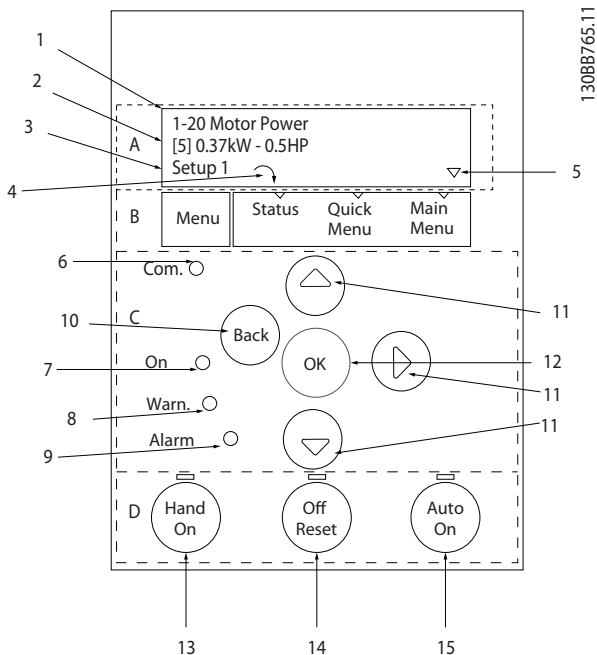 130BB765.11
1
2
3
4
5
A
1-20 Motor Power
[5] 0.37kW - 0.5HP
Setup 1
B
Menu
Status
Quick
Menu
Main
Menu
6
Com.
C
11
10
Back
OK
12
7
On
11
8
Warn.
11
9
Alarm
D
Hand
On
Off
Reset
Auto
On
13
14
15